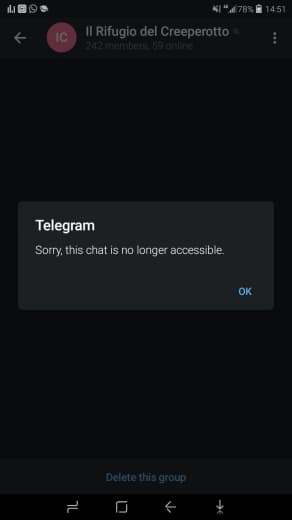 78% 14:51
IC
Il Rifugio del Creeperotto
242 members, 59 online
Telegram
Sorry, this chat is no longer accessible.
OK
Delete this group